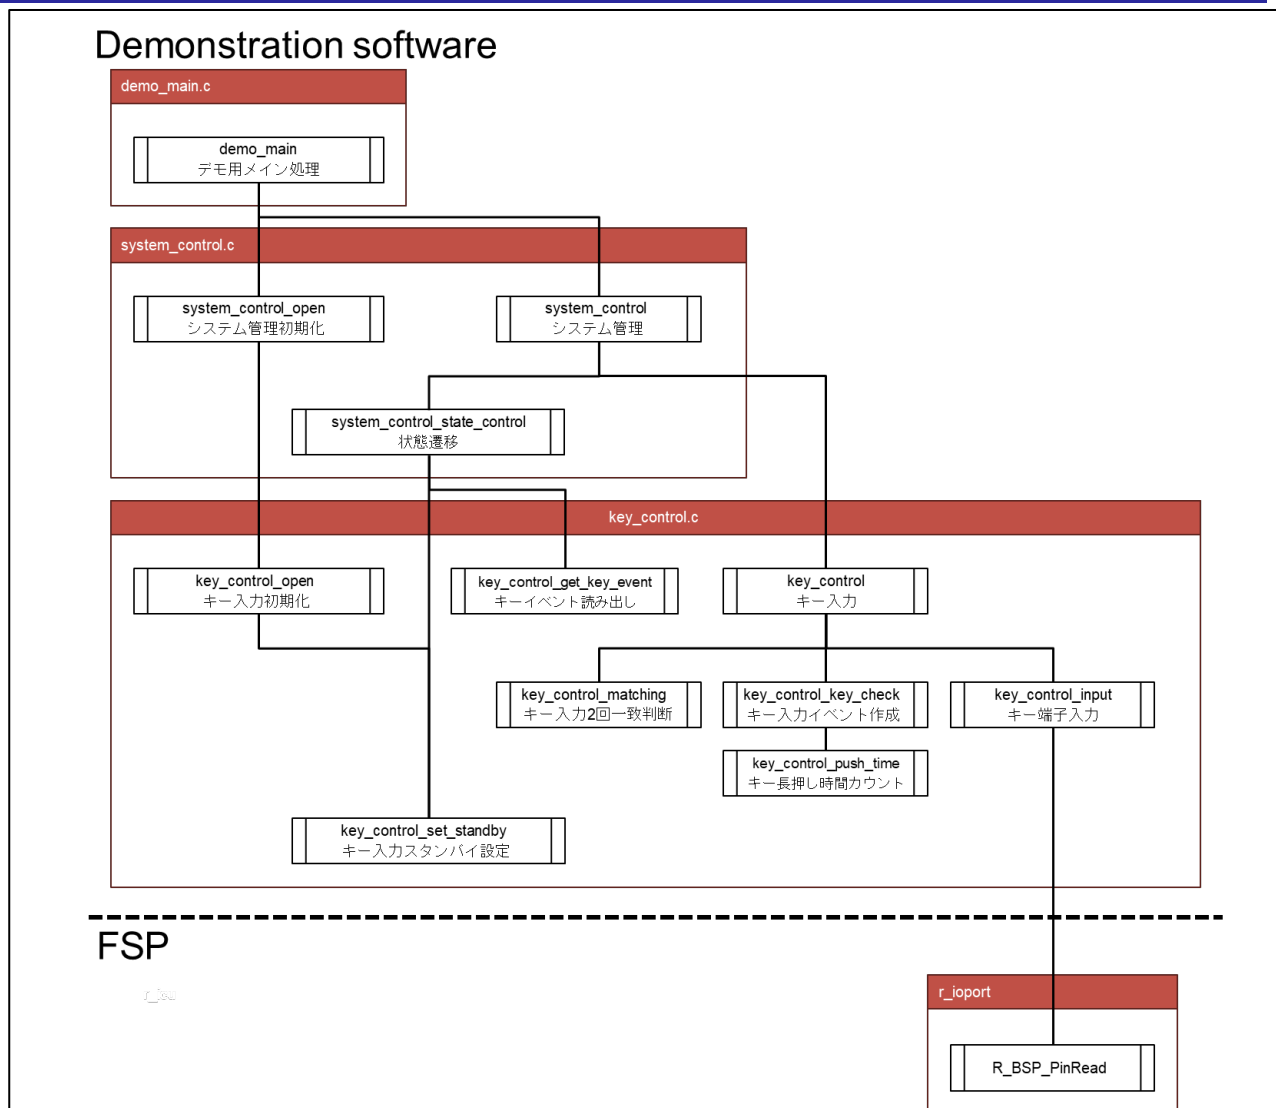 Demonstration software
demo_main.c
demo_main
デモ用メイン処理
system_control.c
system_control_open
システム管理初期化
system_control
システム管理
system_control_state_control
状態遷移
key_control.c
key_control_open
キー入力初期化
key_control_get_key_event
キーイベント読み出し
key_control
キー入力
key_control_matching
キー入力2回一致判断
key_control_key_check
キー入力イベント作成
key_control_input
キー端子入力
key_control_push_time
キー長押し時間カウント
key_control_set_standby
キー入力スタンバイ設定
FSP
r_ioport
R_BSP_PinRead